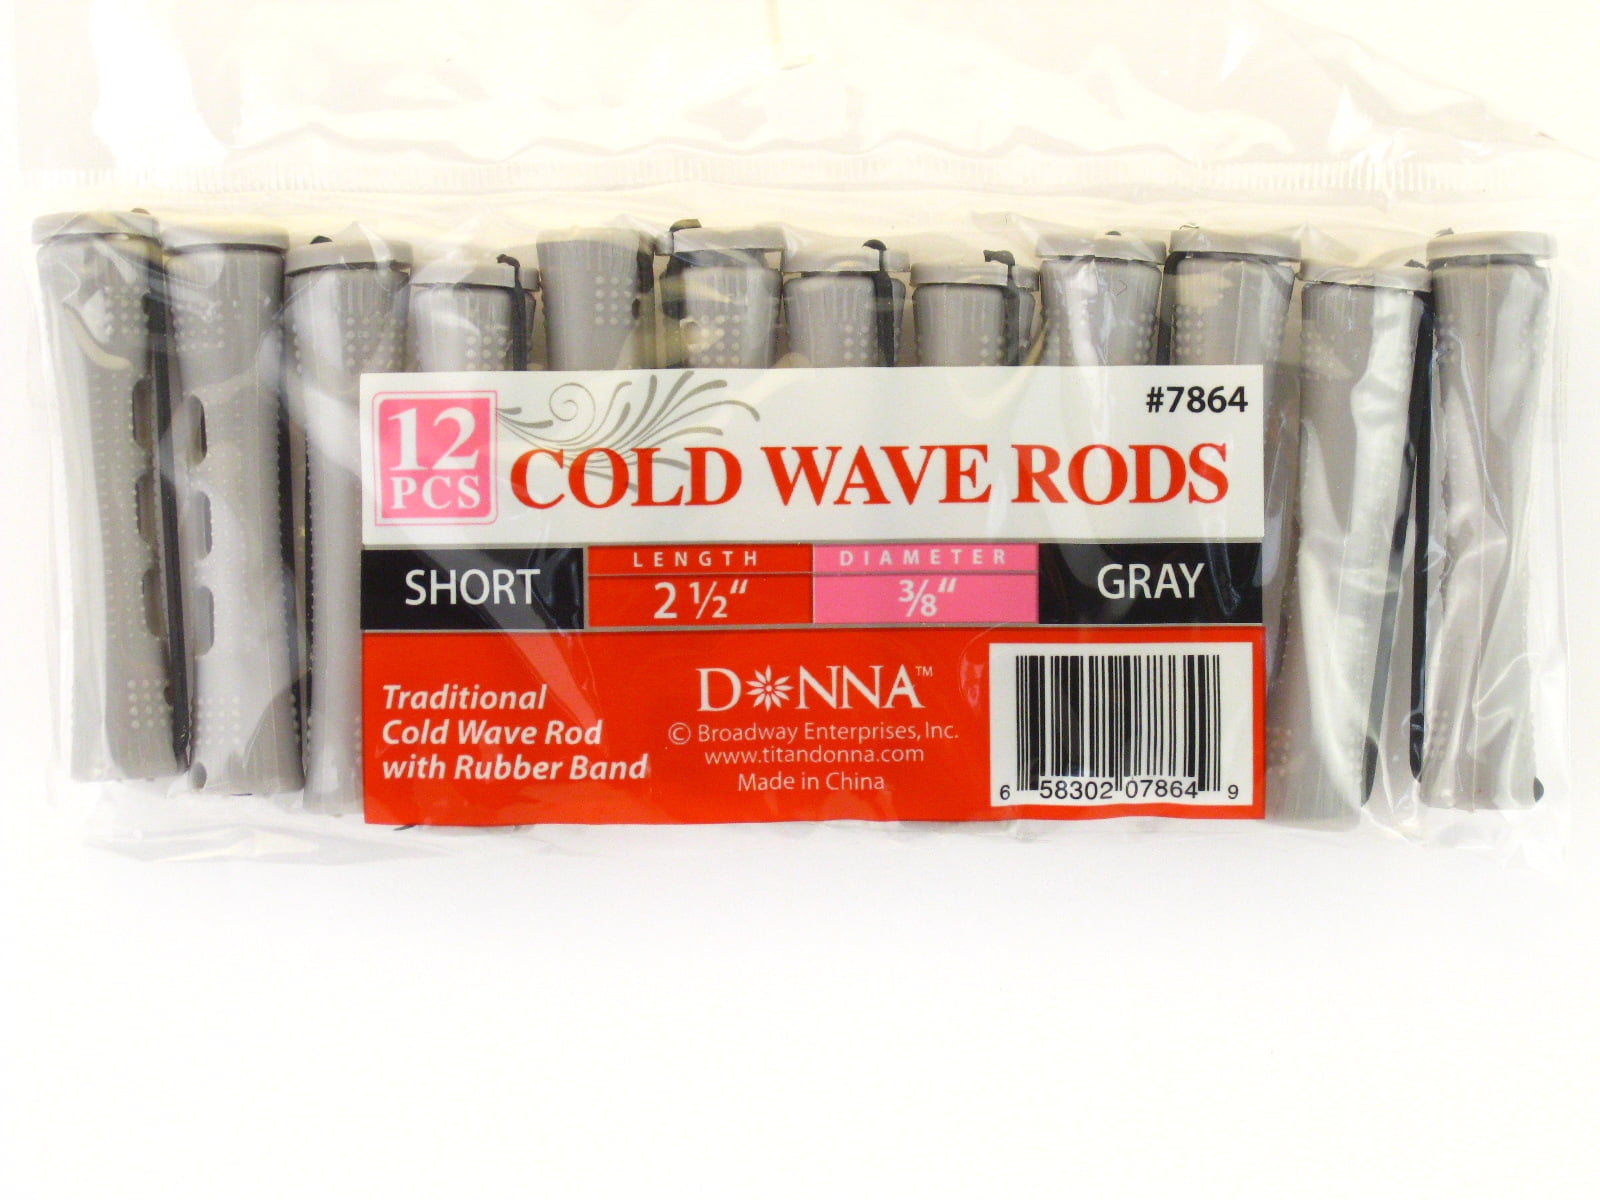 #7864
12
PCS
COLD WAVE RODS
SHORT
LENGTH
2 1/2"
DIAMETER
3/8"
GRAY
Traditional
Cold Wave Rod
with Rubber Band
DONNA™
© Broadway Enterprises, Inc.
www.titandonna.com
Made in China
6 58302 07864 9